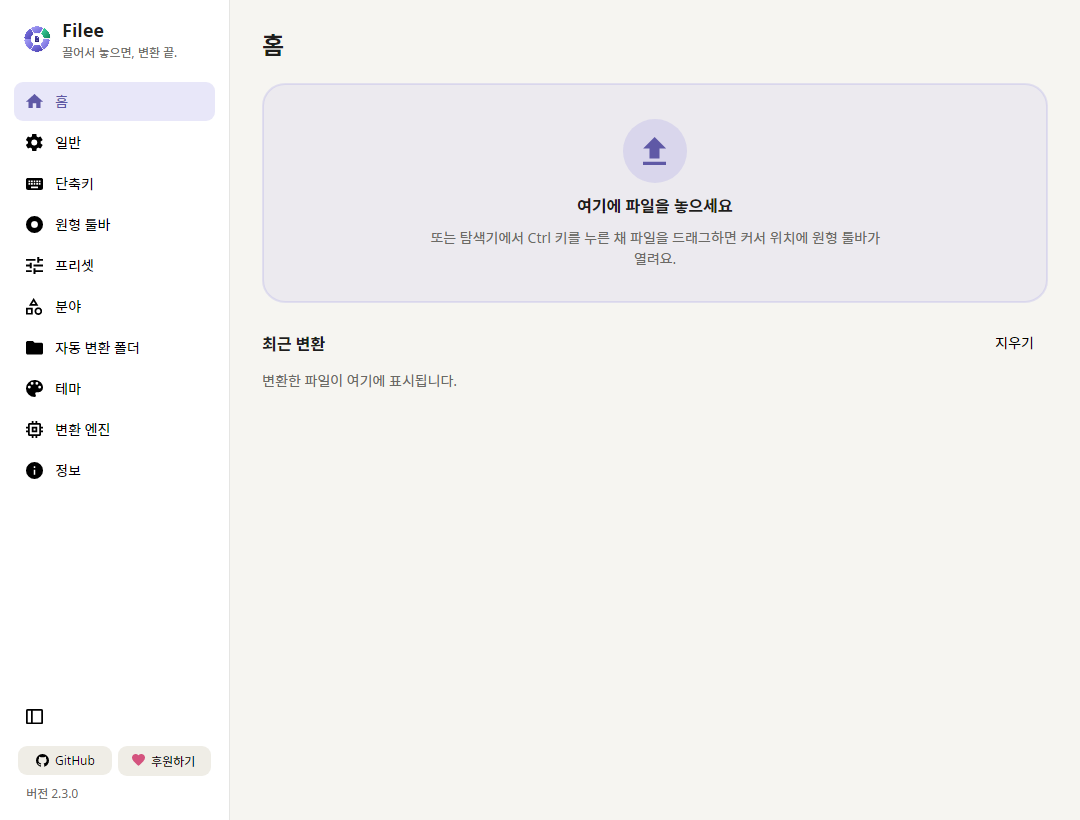 Filee
끌어서 놓으면, 변환 끝.
홈
일반
단축키
원형 툴바
프리셋
분야
자동 변환 폴더
테마
변환 엔진
정보
GitHub
후원하기
버전 2.3.0
홈
여기에 파일을 놓으세요
또는 탐색기에서 Ctrl 키를 누른 채 파일을 드래그하면 커서 위치에 원형 툴바가
열려요.
최근 변환
지우기
변환한 파일이 여기에 표시됩니다.